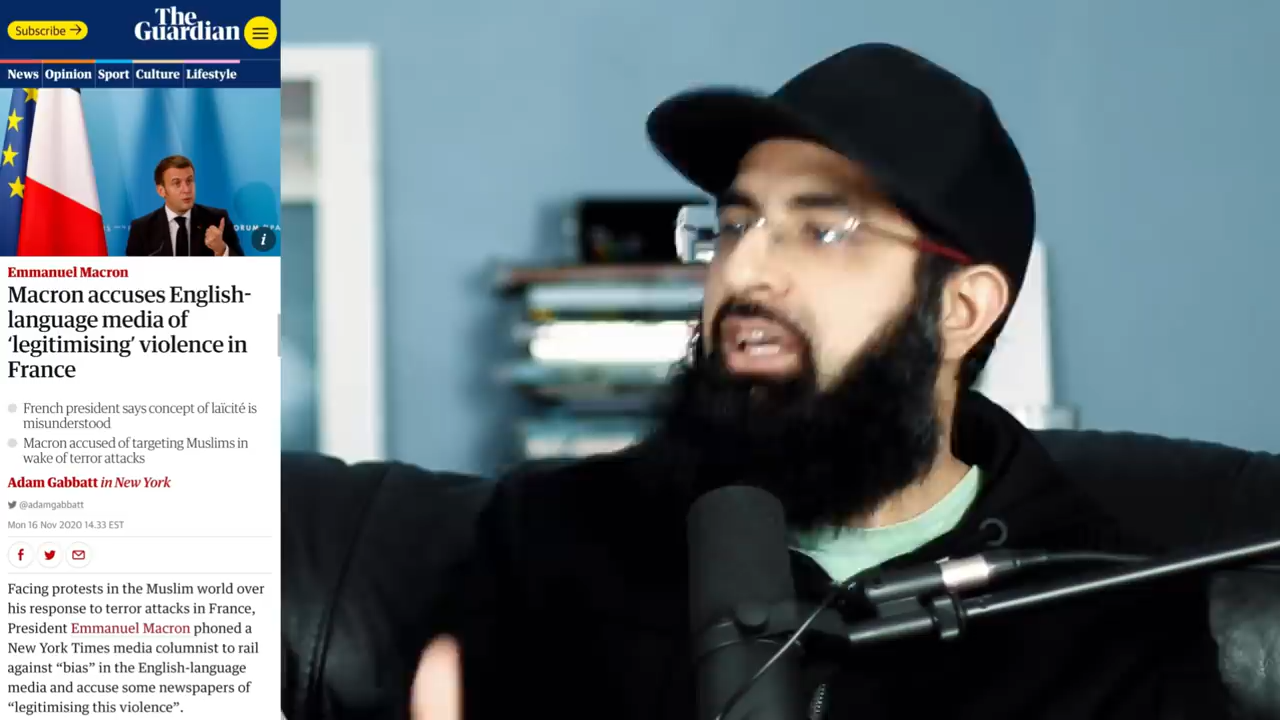 Subscribe →
The
Guardian
News Opinion Sport Culture Lifestyle
i
Emmanuel Macron
Macron accuses English-
language media of
‘legitimising’ violence in
France
French president says concept of laïcité is
misunderstood
Macron accused of targeting Muslims in
wake of terror attacks
Adam Gabbatt in New York
@adamgabbatt
Mon 16 Nov 2020 14.33 EST
Facing protests in the Muslim world over
his response to terror attacks in France,
President Emmanuel Macron phoned a
New York Times media columnist to rail
against “bias” in the English-language
media and accuse some newspapers of
“legitimising this violence”.